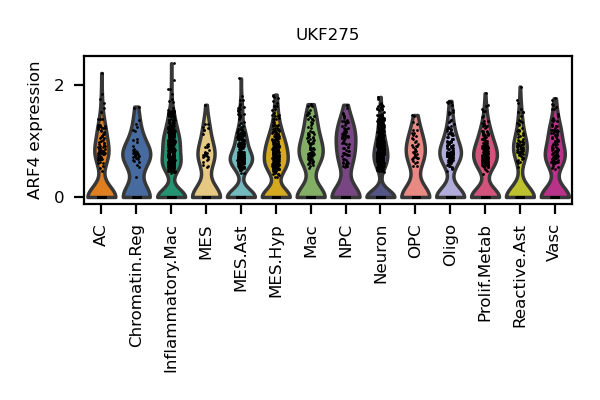 UKF275
ARF4 expression
2
0
AC
Chromatin.Reg
Inflammatory.Mac
MES
MES.Ast
MES.Hyp
Mac
NPC
Neuron
OPC
Oligo
Prolif.Metab
Reactive.Ast
Vasc